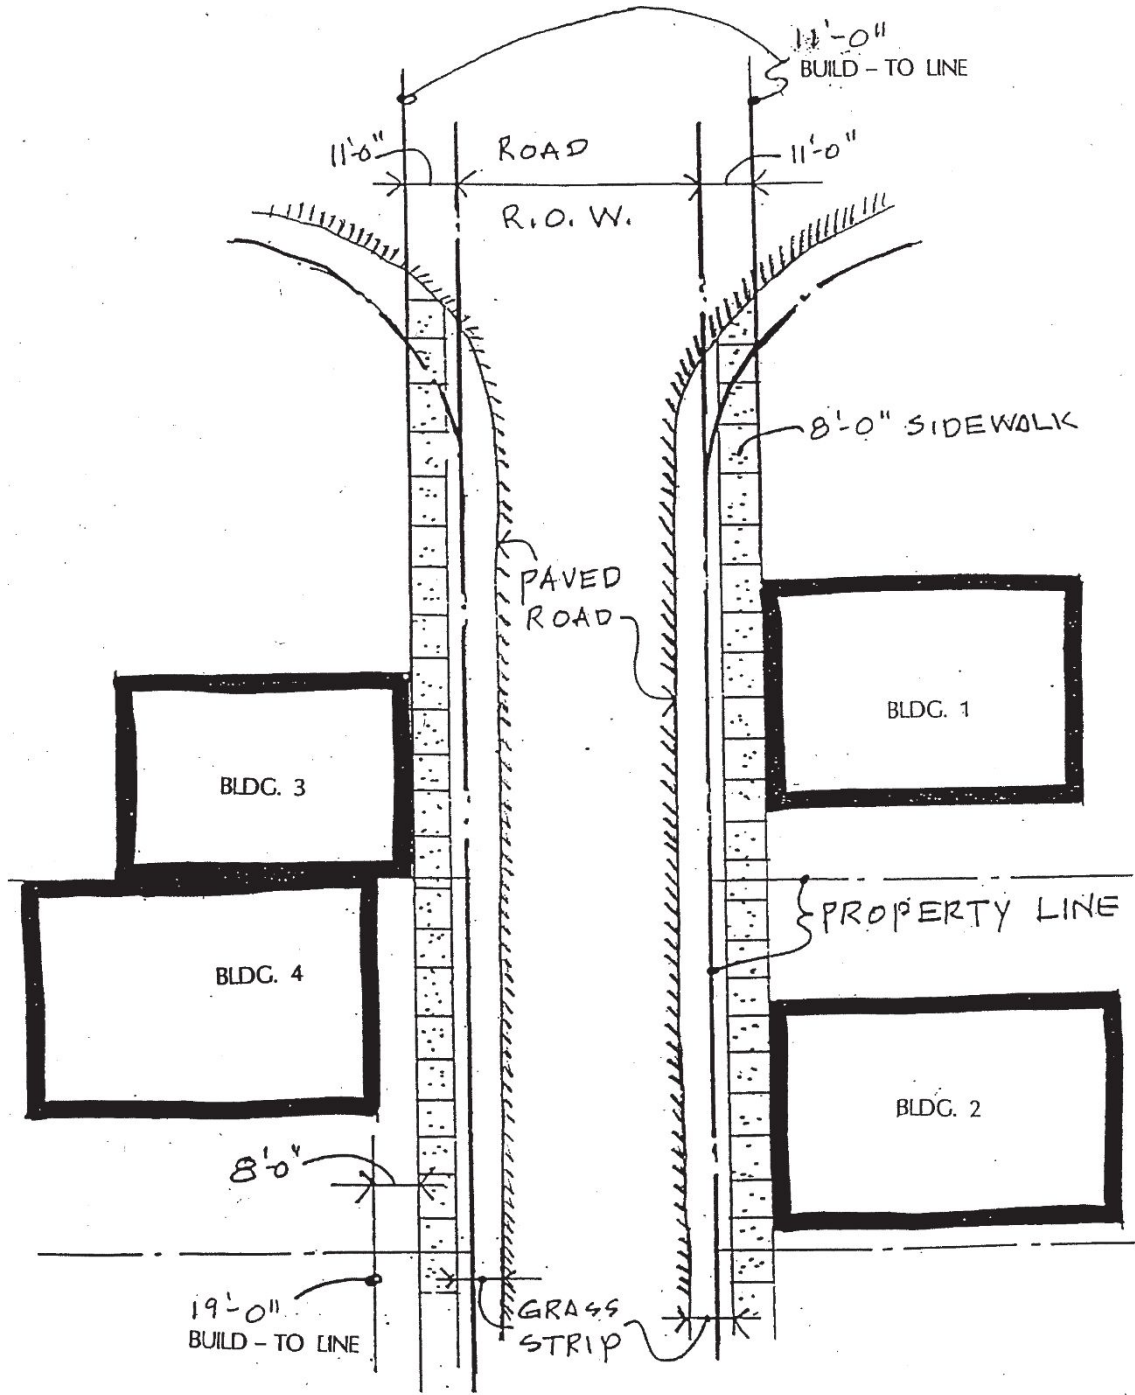 11'-0"
BUILD - TO LINE
11'-0"
ROAD
11'-0"
R.O.W.
8'-0" SIDEWALK
PAVED
ROAD
BLDG. 1
BLDG. 3
PROPERTY LINE
BLDG. 4
BLDG. 2
8'-0"
19'-0"
BUILD - TO LINE
GRASS
STRIP